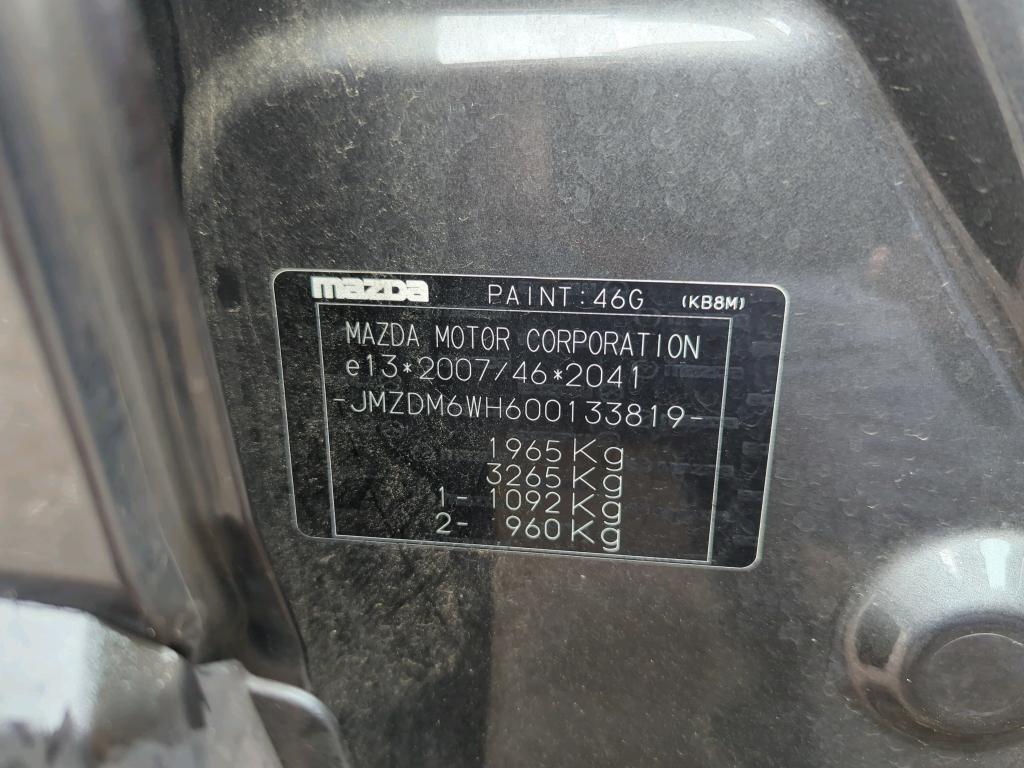 mazda PAINT:46G (KB8M)
MAZDA MOTOR CORPORATION
e13*2007/46*2041
-JMZDM6WH600133819-
1965Kg
3265Kg
1- 1092Kg
2- 960Kg